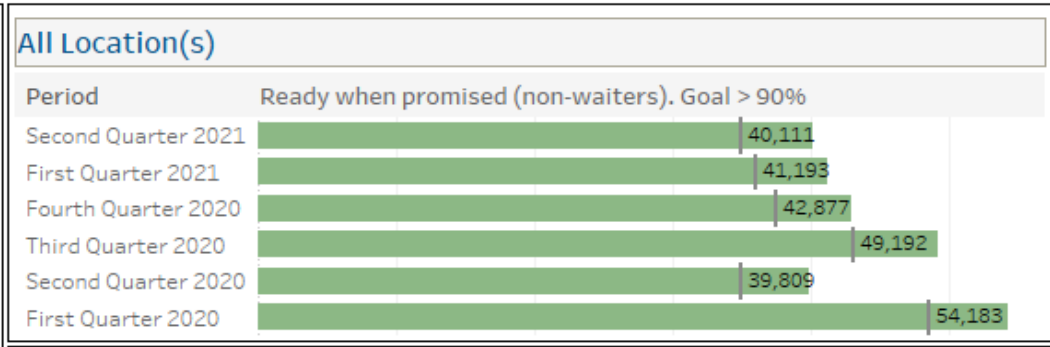 All Location(s)
Period Ready when promised (non-waiters). Goal > 90%
Second Quarter 2021 40,111
First Quarter 2021 41,193
Fourth Quarter 2020 42,877
Third Quarter 2020 49,192
Second Quarter 2020 39,809
First Quarter 2020 54,183